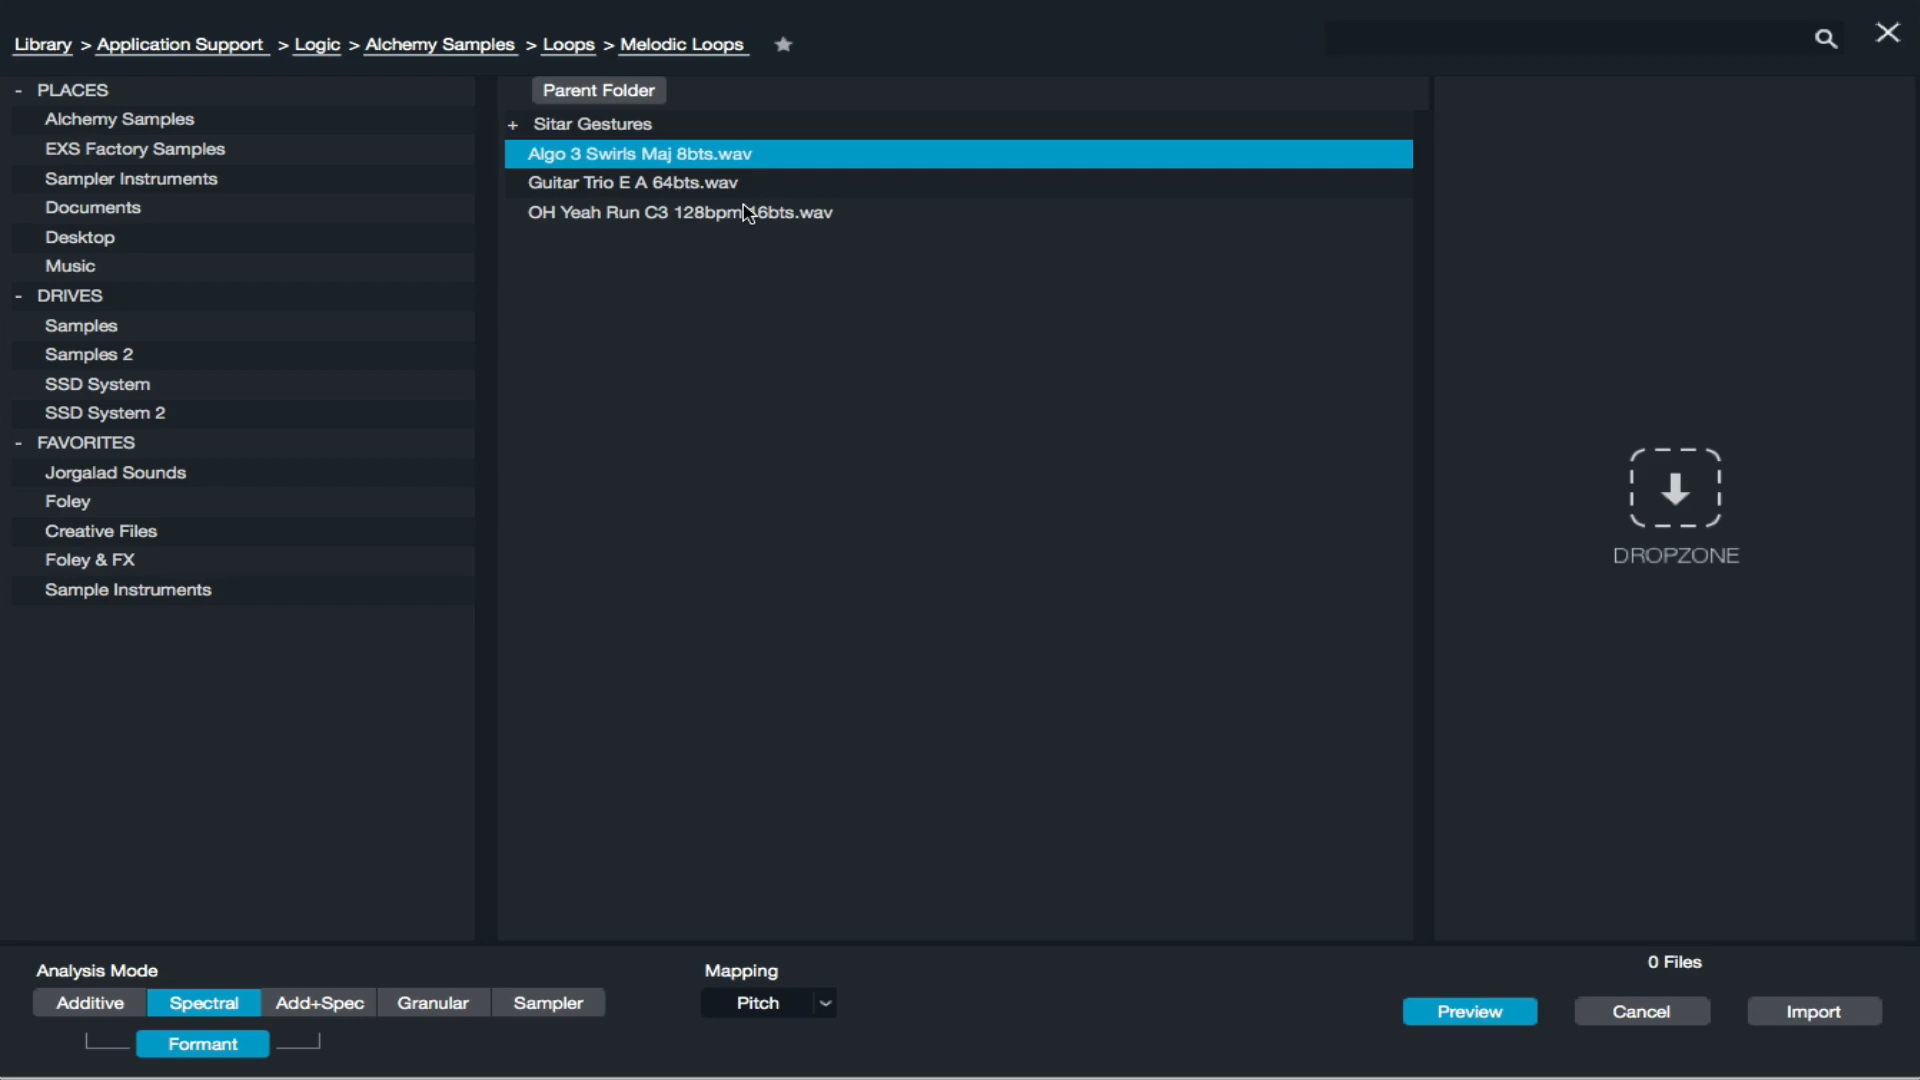 Library > Application Support > Logic > Alchemy Samples > Loops > Melodic Loops
- PLACES
Alchemy Samples
EXS Factory Samples
Sampler Instruments
Documents
Desktop
Music
- DRIVES
Samples
Samples 2
SSD System
SSD System 2
- FAVORITES
Jorgalad Sounds
Foley
Creative Files
Foley & FX
Sample Instruments
Parent Folder
+ Sitar Gestures
Algo 3 Swirls Maj 8bts.wav
Guitar Trio E A 64bts.wav
OH Yeah Run C3
DROPZONE
Analysis Mode
Additive Spectral Add+Spec Granular Sampler
Formant
Mapping
Pitch
0 Files
Preview Cancel Import